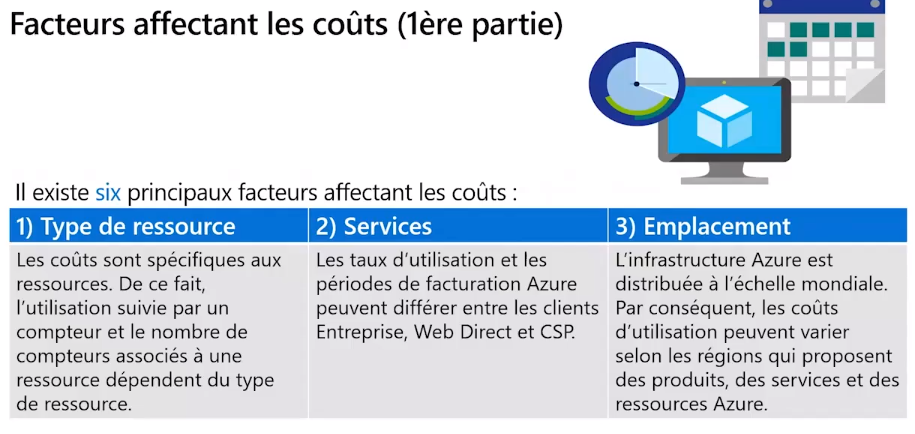 Facteurs affectant les coûts (1ère partie)
Il existe six principaux facteurs affectant les coûts :
1) Type de ressource
Les coûts sont spécifiques aux
ressources. De ce fait,
l’utilisation suivie par un
compteur et le nombre de
compteurs associés à une
ressource dépendent du type
de ressource.
2) Services
Les taux d’utilisation et les
périodes de facturation Azure
peuvent différer entre les clients
Entreprise, Web Direct et CSP.
3) Emplacement
L’infrastructure Azure est
distribuée à l’échelle mondiale.
Par conséquent, les coûts
d’utilisation peuvent varier
selon les régions qui proposent
des produits, des services et des
ressources Azure.